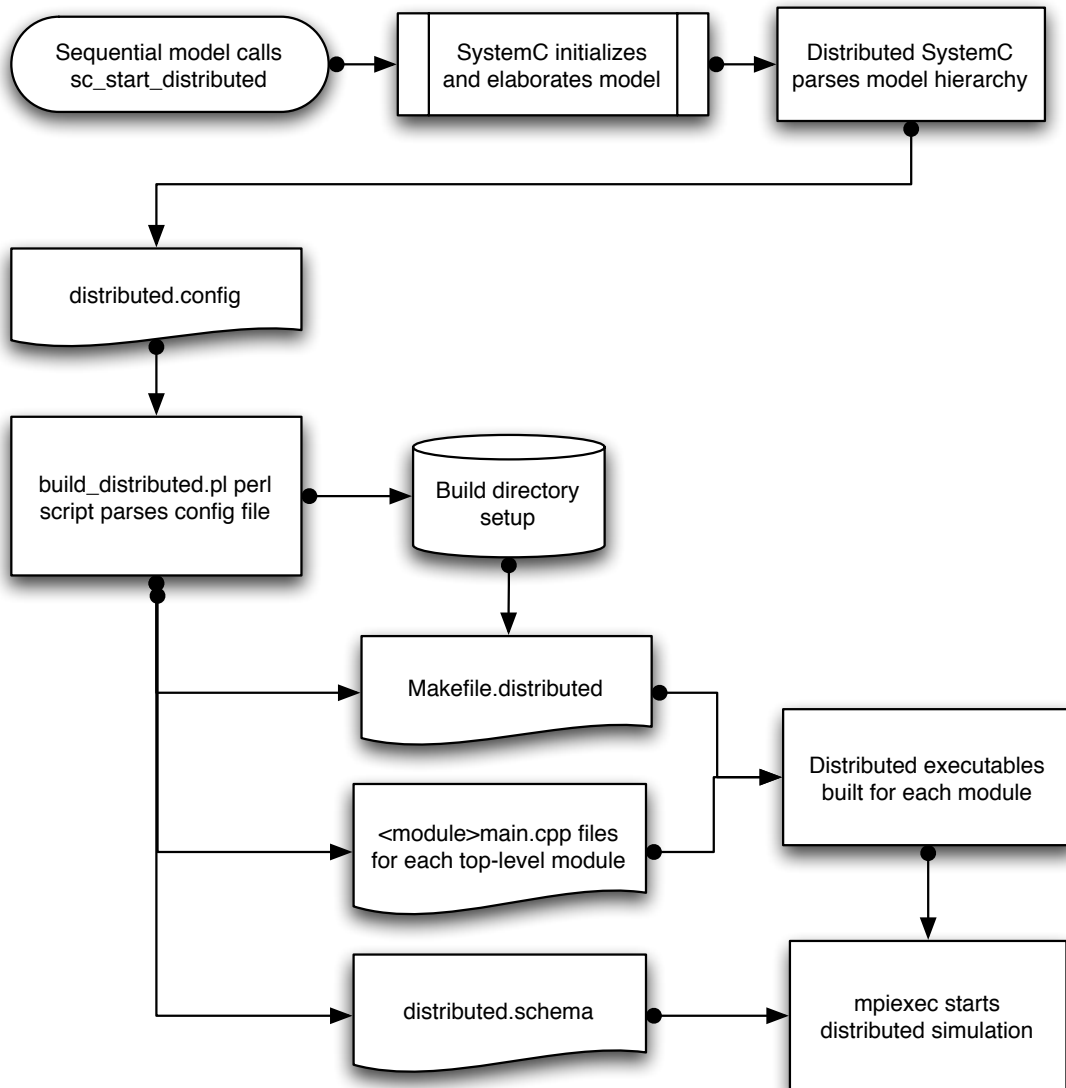 Sequential model calls
sc_start_distributed
SystemC initializes
and elaborates model
Distributed SystemC
parses model hierarchy
distributed.config
build_distributed.pl perl
script parses config file
Build directory
setup
Makefile.distributed
Distributed executables
built for each module
<module>main.cpp files
for each top-level module
distributed.schema
mpiexec starts
distributed simulation